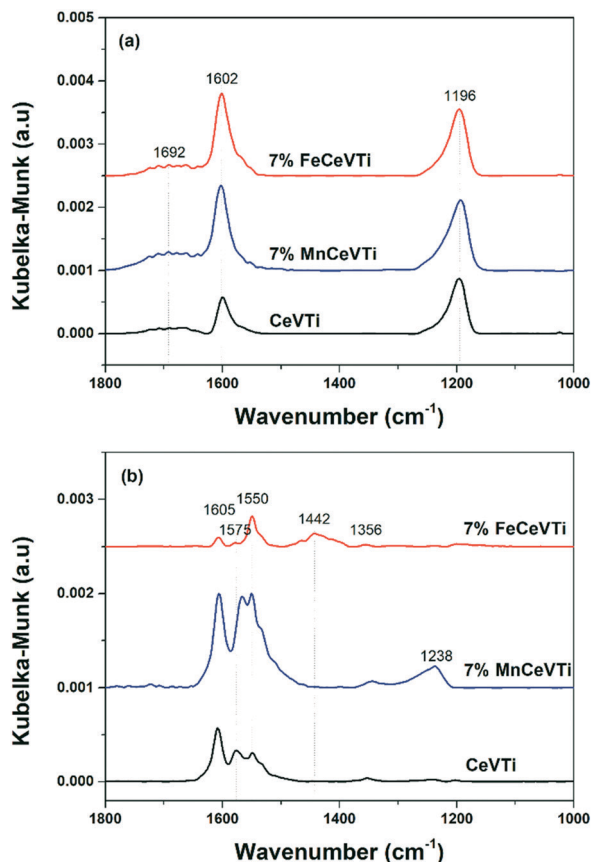 (a)
0.005
0.004
0.003
0.002
0.001
0.000
Kubelka-Munk (a.u)
1602
1196
1692
7% FeCeVTi
7% MnCeVTi
CeVTi
1800 1600 1400 1200 1000
Wavenumber (cm⁻¹)
(b)
0.003
0.002
0.001
0.000
Kubelka-Munk (a.u)
1605 1550
1575 1442 1356
7% FeCeVTi
1238
7% MnCeVTi
CeVTi
1800 1600 1400 1200 1000
Wavenumber (cm⁻¹)